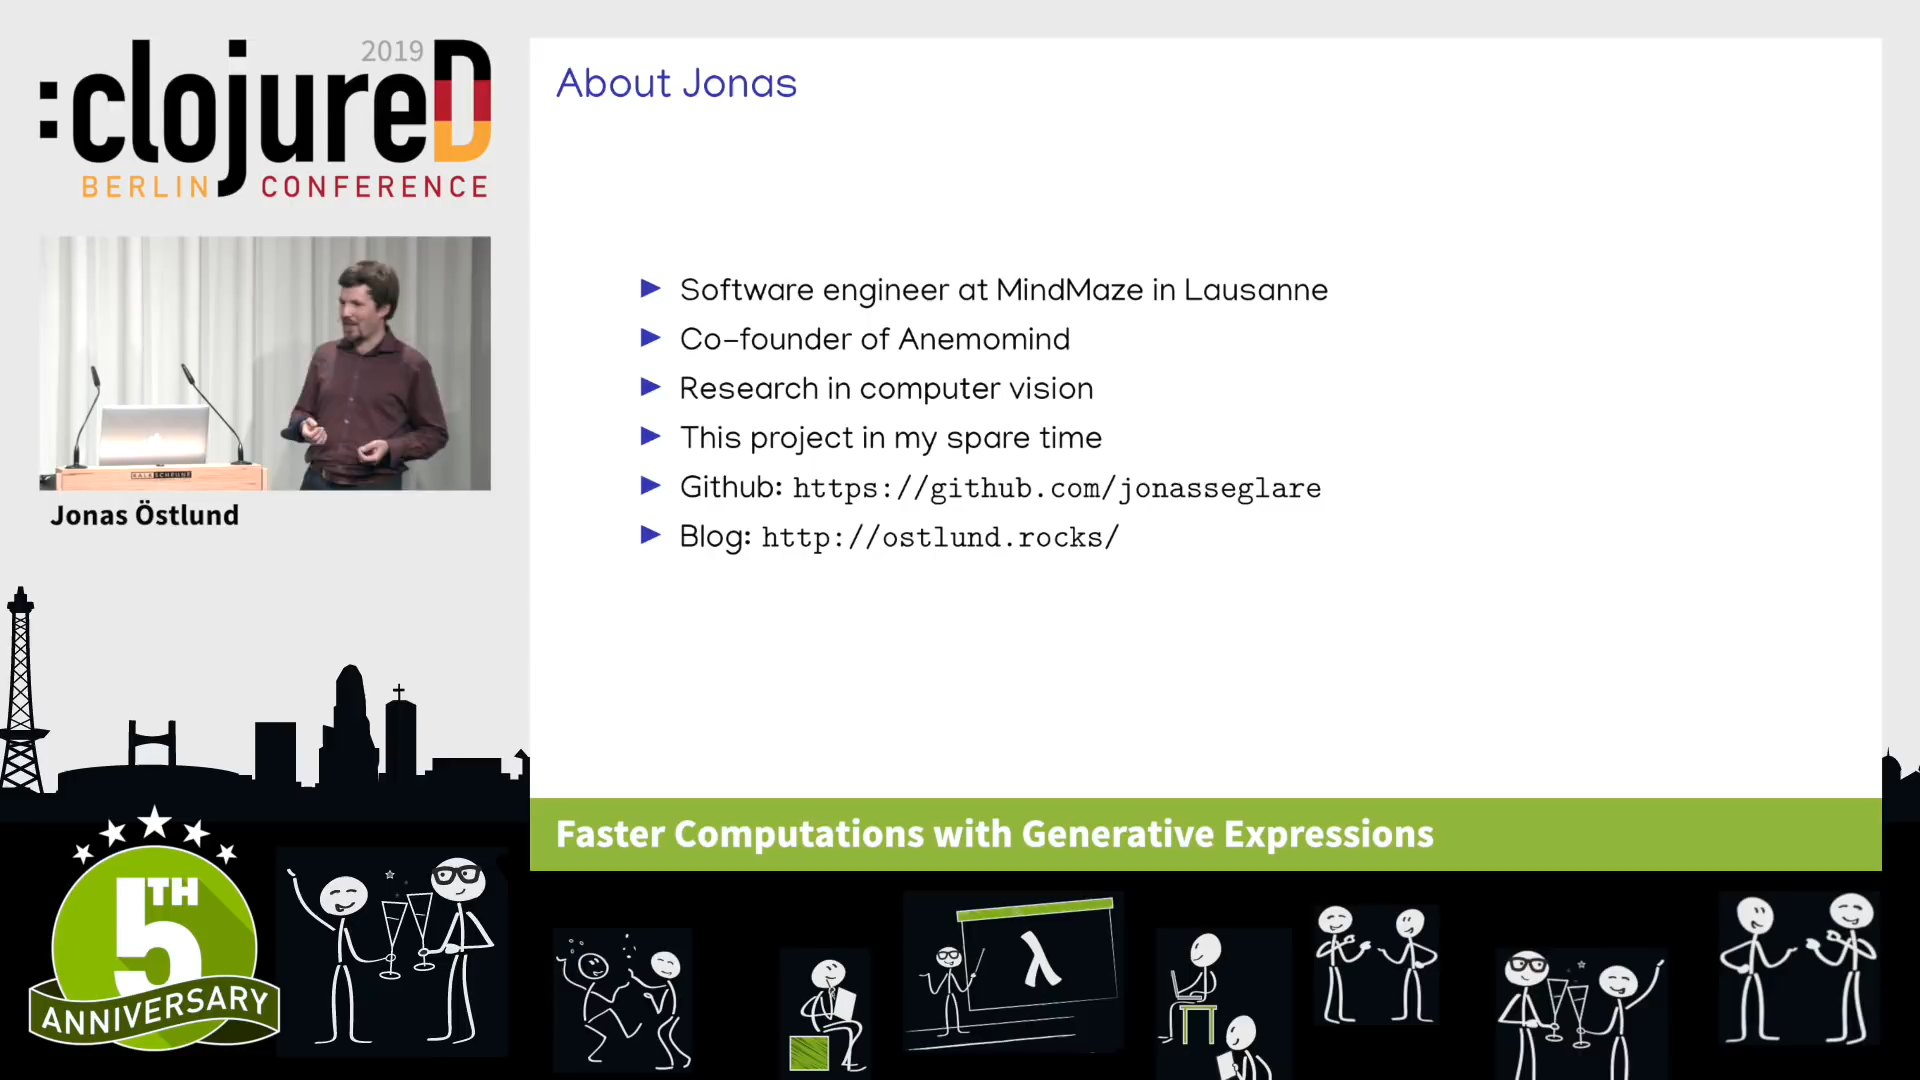 2019
:clojureD
BERLIN CONFERENCE
KALKSCHEUNE
Jonas Östlund
About Jonas
Software engineer at MindMaze in Lausanne
Co-founder of Anemomind
Research in computer vision
This project in my spare time
Github: https://github.com/jonasseglare
Blog: http://ostlund.rocks/
Faster Computations with Generative Expressions
5TH
ANNIVERSARY
λ